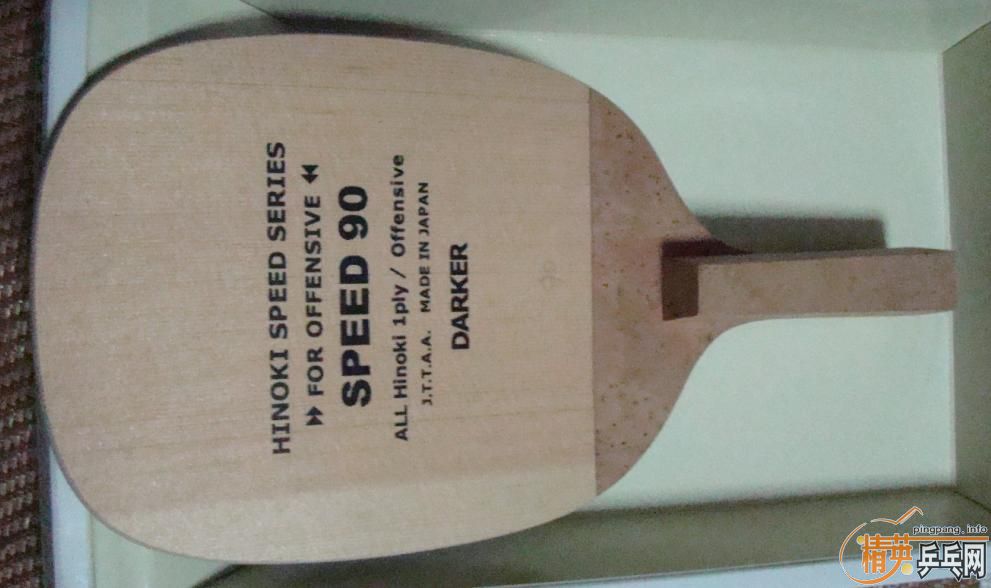 HINOKI SPEED SERIES
FOR OFFENSIVE
SPEED 90
ALL Hinoki 1ply / Offensive
J.T.T.A.A. MADE IN JAPAN
DARKER
pingpang.info
精英乒乓网